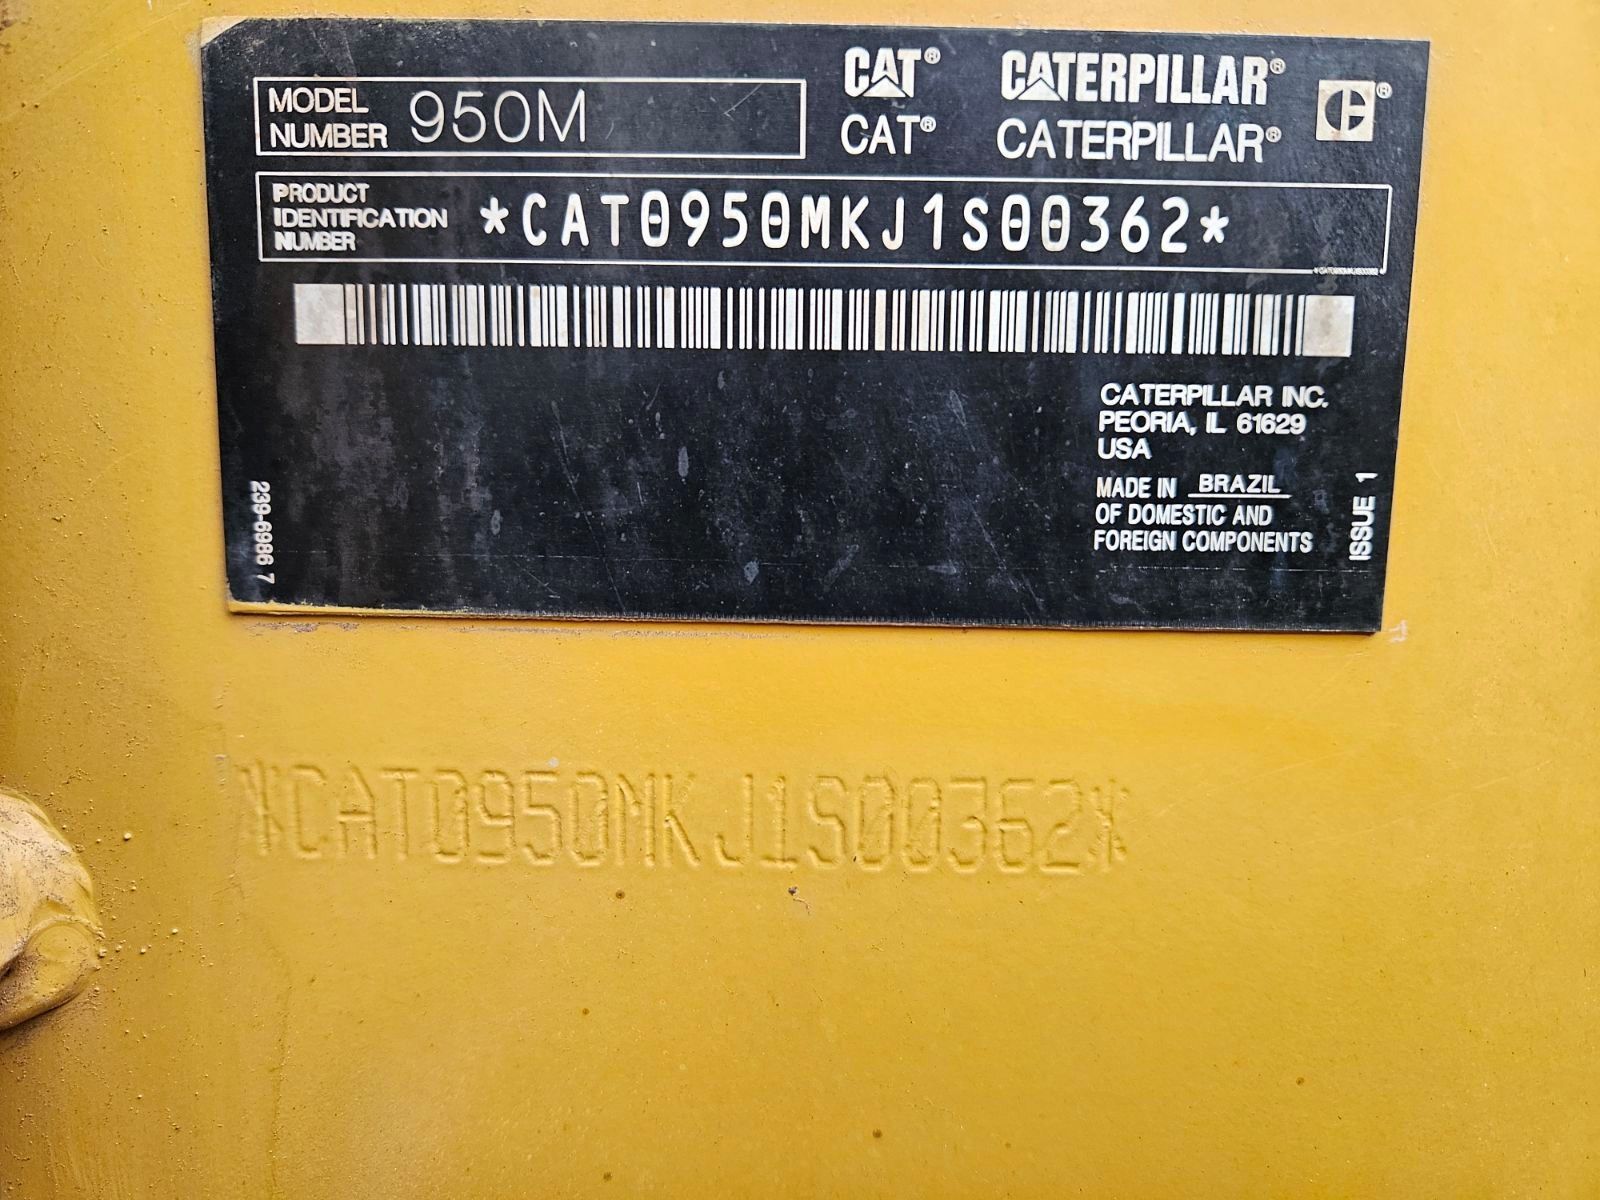 MODEL NUMBER 950M
CAT® CATERPILLAR® ®
CAT® CATERPILLAR®
PRODUCT IDENTIFICATION NUMBER *CAT0950MKJ1S00362*
*CAT0950MKJ1S00362*
CATERPILLAR INC.
PEORIA, IL 61629
USA
MADE IN BRAZIL
OF DOMESTIC AND
FOREIGN COMPONENTS
ISSUE 1
239-6986 7
*CAT0950MKJ1S00362*